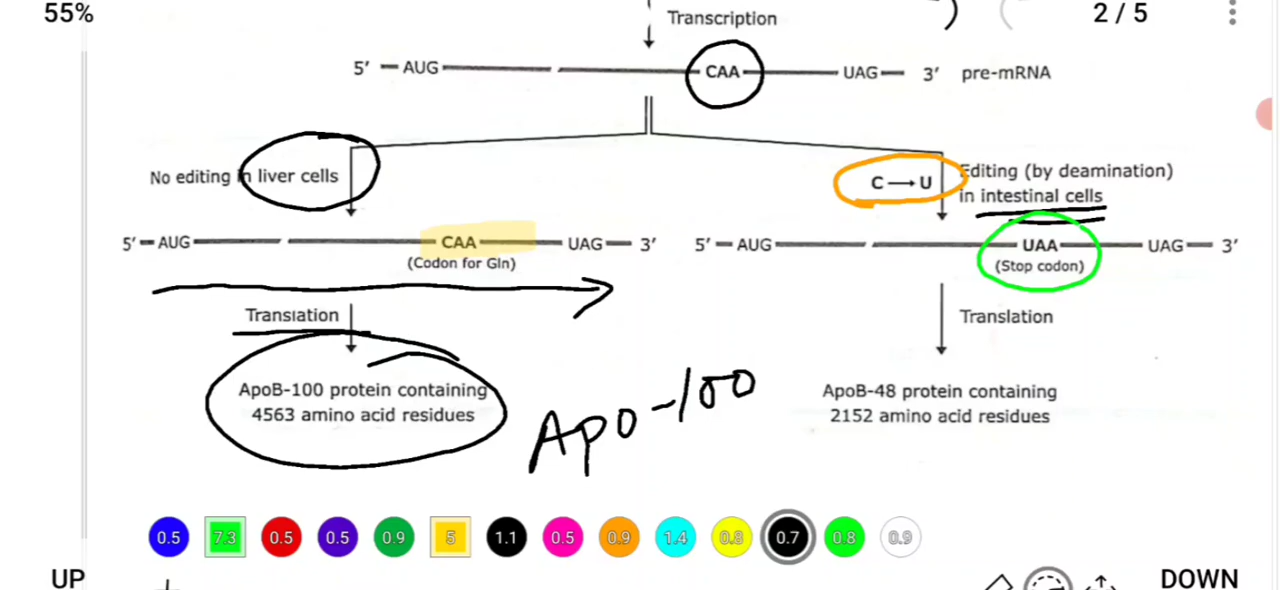 55%
2 / 5
Transcription
5' AUG CAA UAG 3' pre-mRNA
No editing in liver cells
C → U
Editing (by deamination)
in intestinal cells
5' AUG CAA UAG 3'
(Codon for Gln)
5' AUG UAA UAG 3'
(Stop codon)
Translation
Translation
ApoB-100 protein containing
4563 amino acid residues
ApoB-48 protein containing
2152 amino acid residues
Apo-100
0.5 7.3 0.5 0.5 0.9 5 1.1 0.5 0.9 1.4 0.8 0.7 0.8 0.9
UP
DOWN